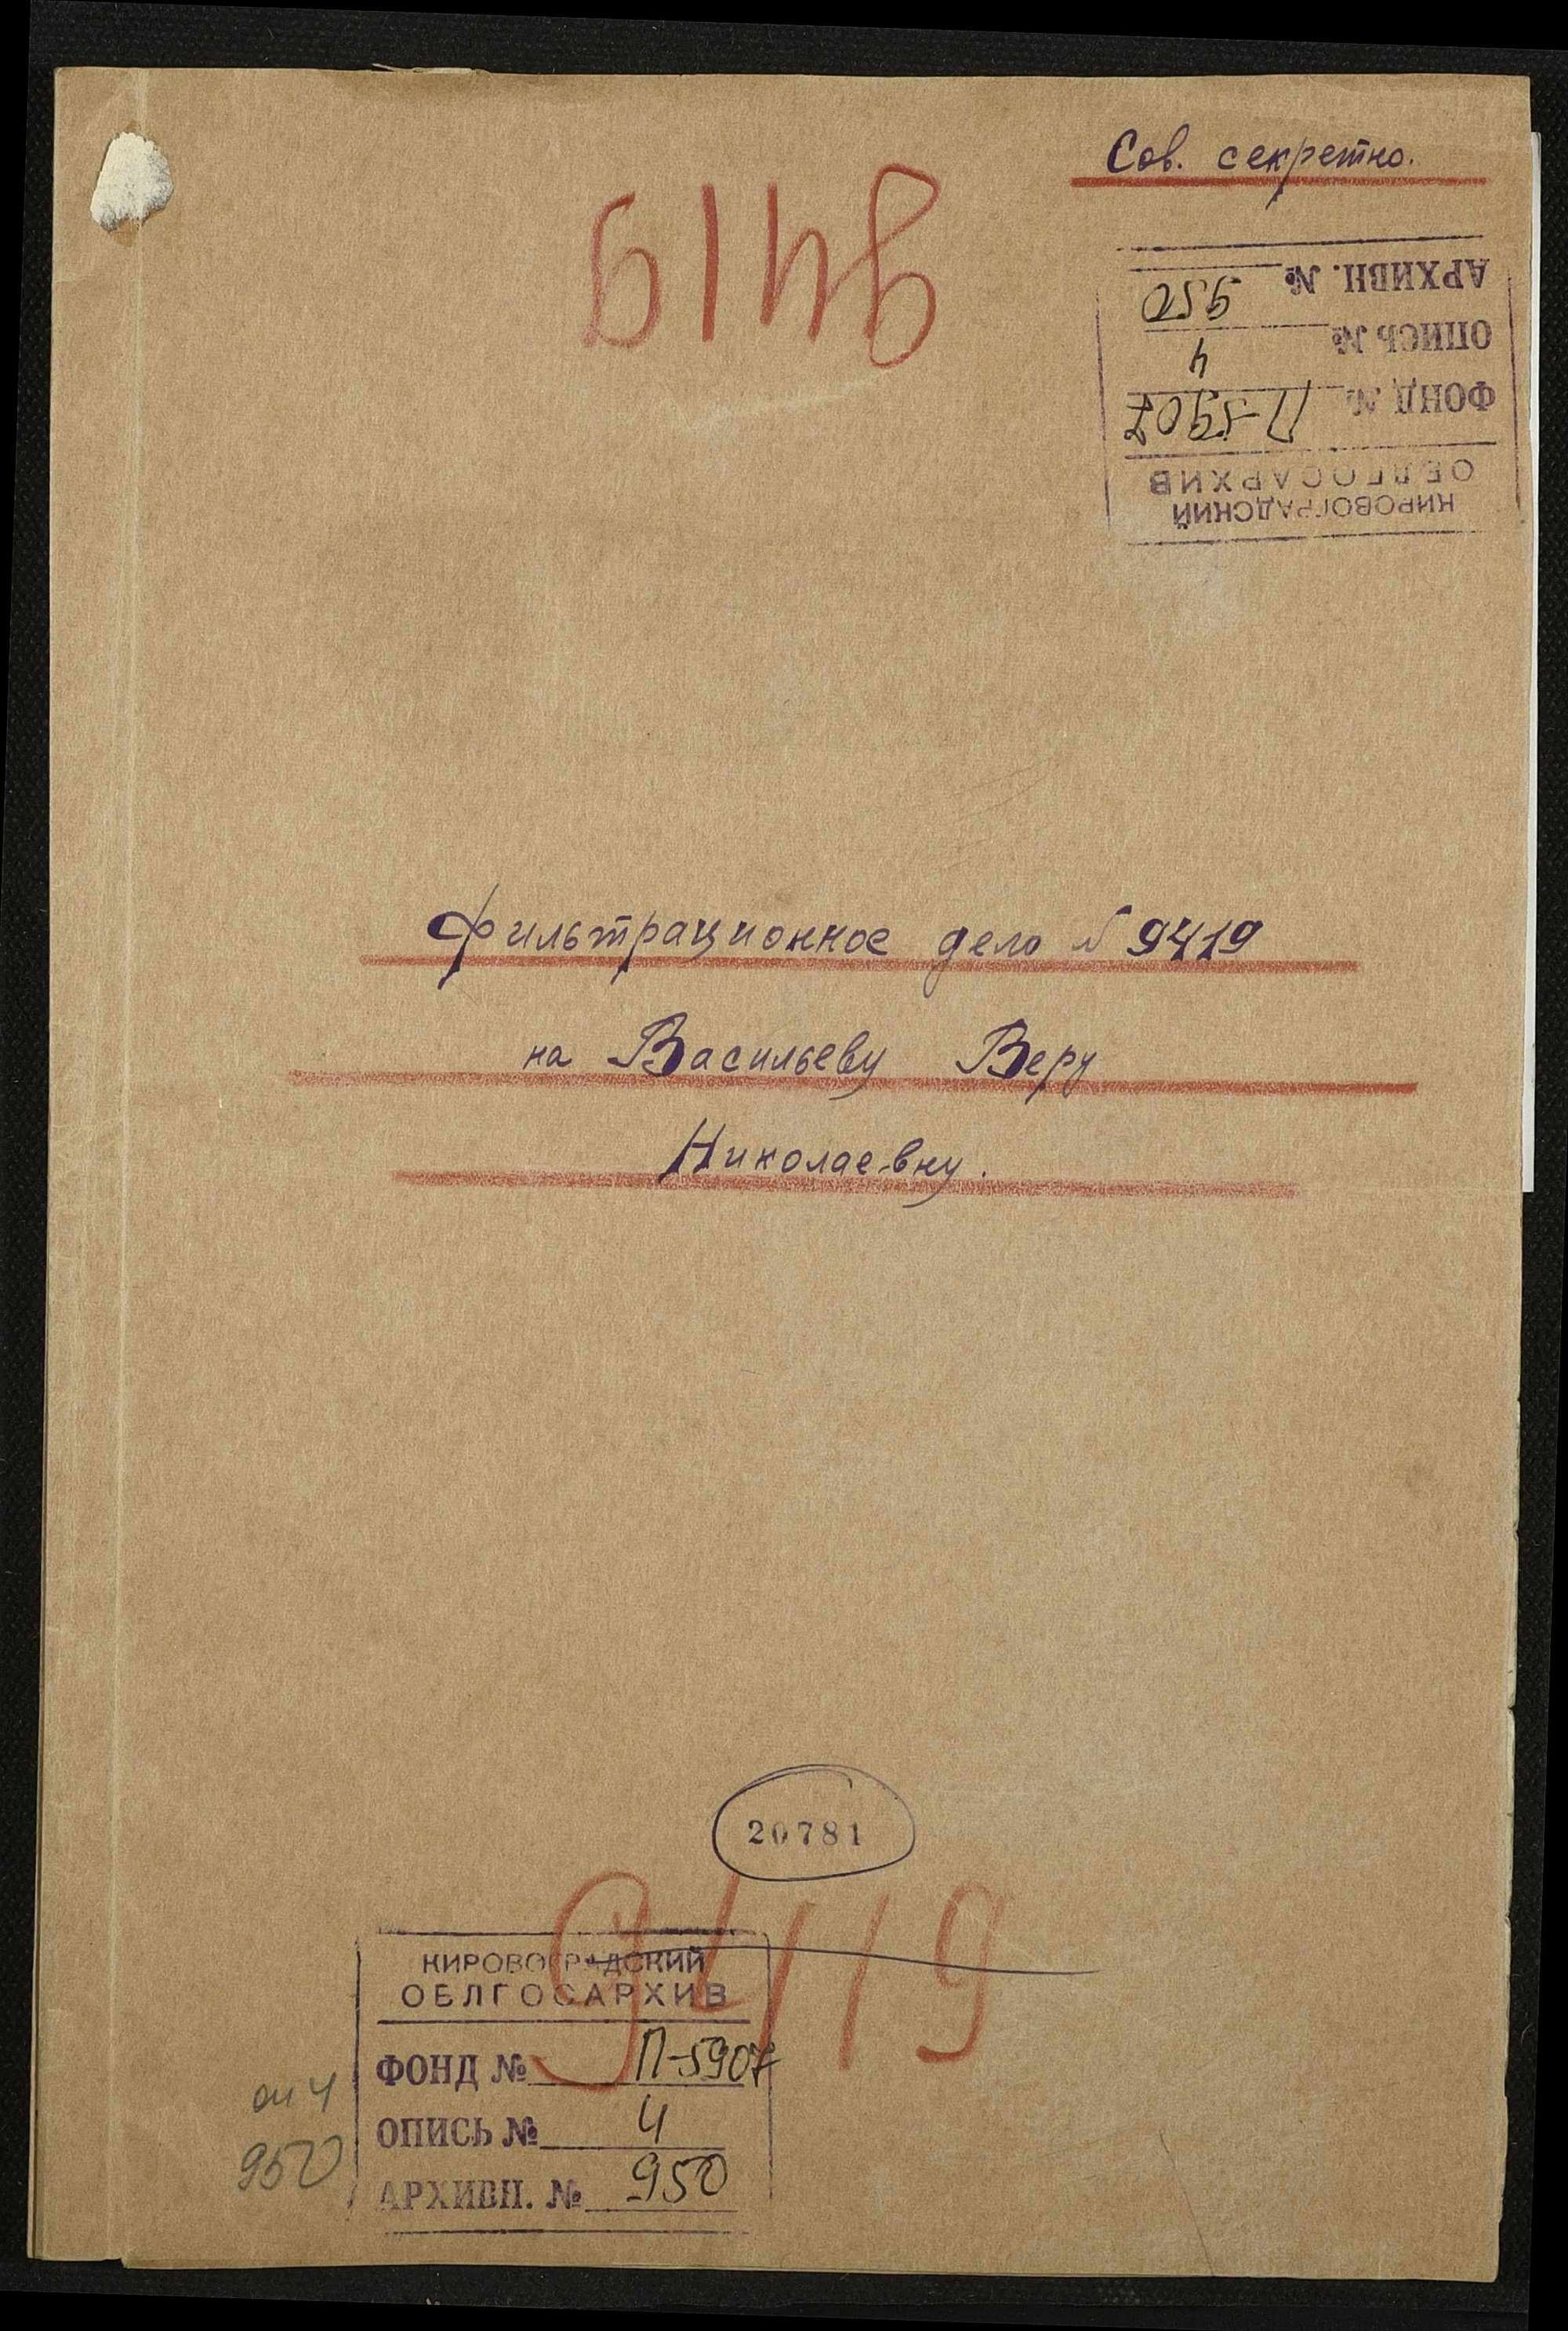 Сов. секретно.
9419
АРХИВН. № 950
ОПИСЬ № 4
ФОНД № П-5907
КИРОВОГРАДСКИЙ
ОБЛГОСАРХИВ
Фильтрационное дело № 9419
на Васильеву Веру
Николаевну.
20781
9419
КИРОВОГРАДСКИЙ
ОБЛГОСАРХИВ
ФОНД № П-5907
ОПИСЬ № 4
АРХИВН. № 950
оп 4
950